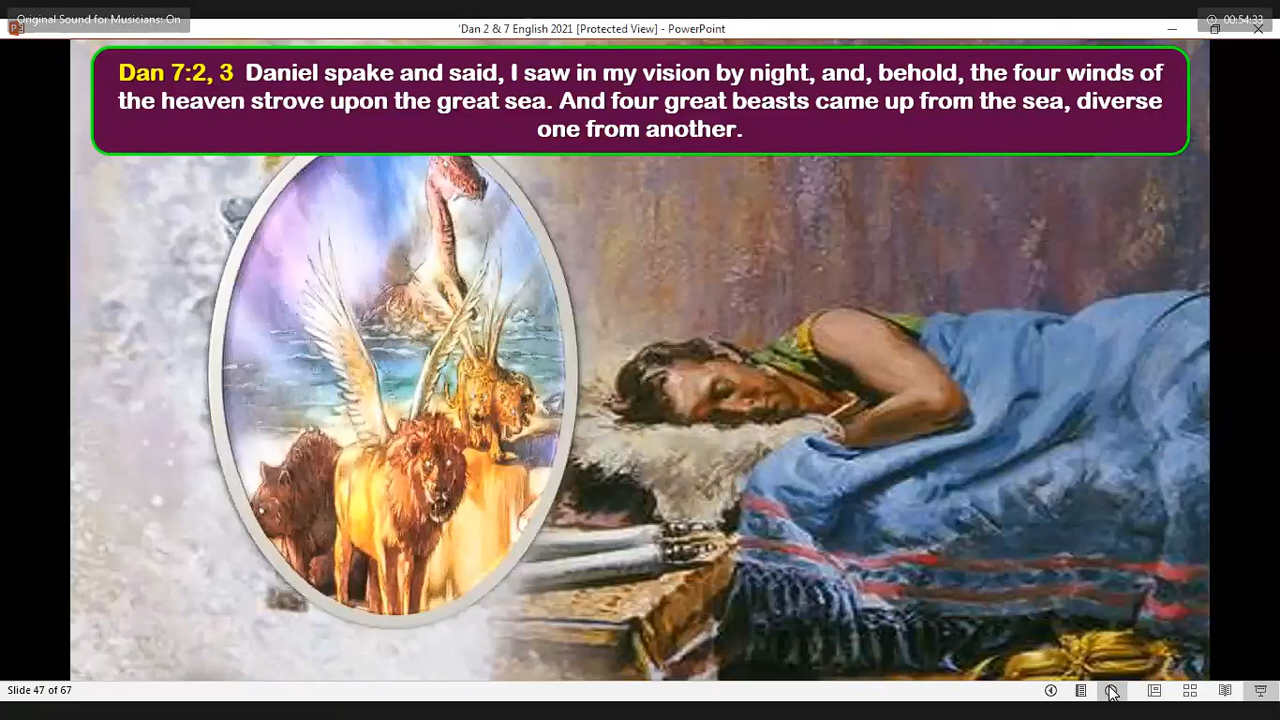 Original Sound for Musicians: On
00:54:33
'Dan 2 & 7 English 2021 [Protected View] - PowerPoint
Dan 7:2, 3 Daniel spake and said, I saw in my vision by night, and, behold, the four winds of
the heaven strove upon the great sea. And four great beasts came up from the sea, diverse
one from another.
Slide 47 of 67